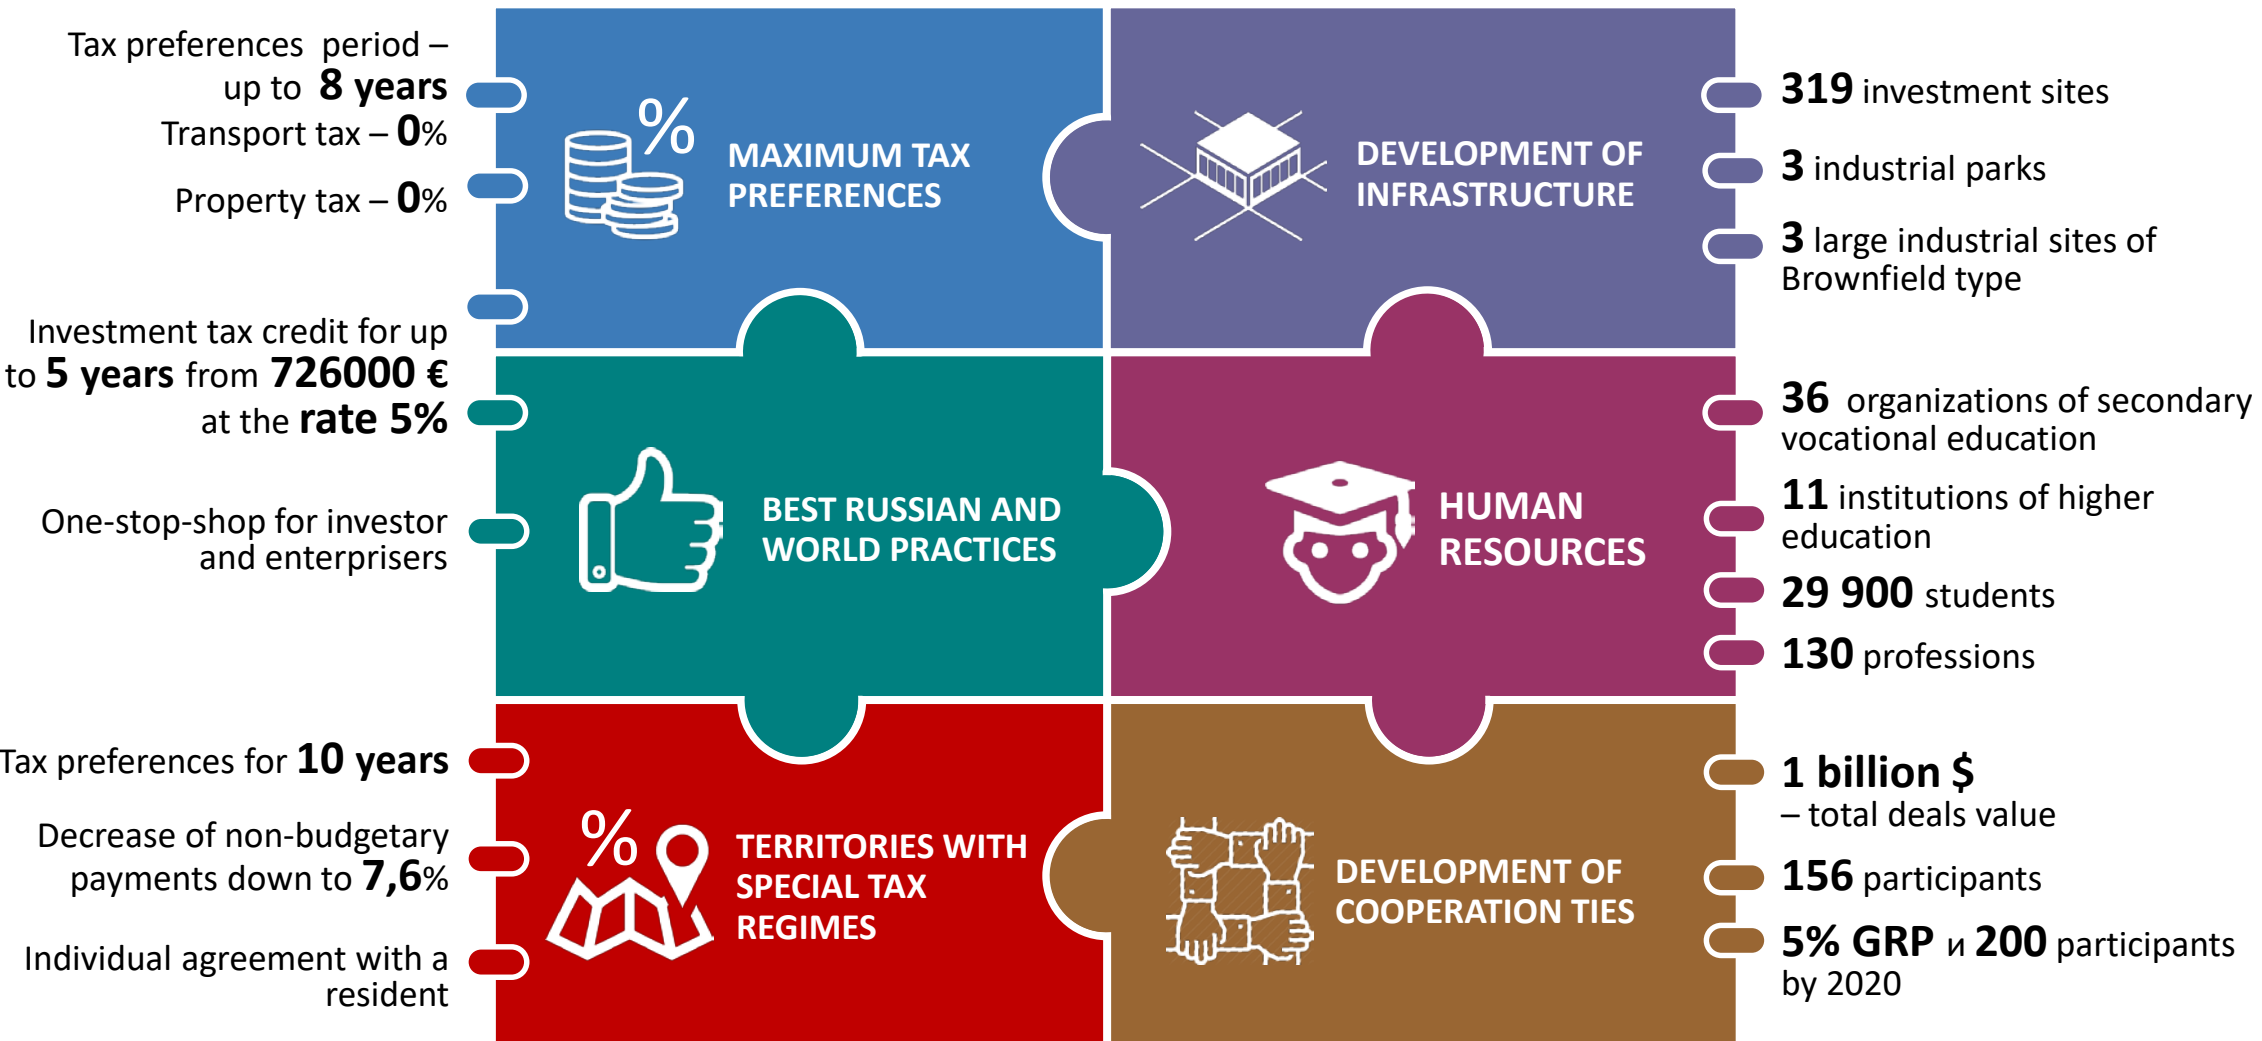 Tax preferences period –
up to 8 years
Transport tax – 0%
Property tax – 0%
%
MAXIMUM TAX
PREFERENCES
DEVELOPMENT OF
INFRASTRUCTURE
319 investment sites
3 industrial parks
3 large industrial sites of
Brownfield type
Investment tax credit for up
to 5 years from 726000 €
at the rate 5%
One-stop-shop for investor
and enterprisers
BEST RUSSIAN AND
WORLD PRACTICES
HUMAN
RESOURCES
36 organizations of secondary
vocational education
11 institutions of higher
education
29 900 students
130 professions
Tax preferences for 10 years
Decrease of non-budgetary
payments down to 7,6%
Individual agreement with a
resident
%
TERRITORIES WITH
SPECIAL TAX
REGIMES
DEVELOPMENT OF
COOPERATION TIES
1 billion $
– total deals value
156 participants
5% GRP и 200 participants
by 2020